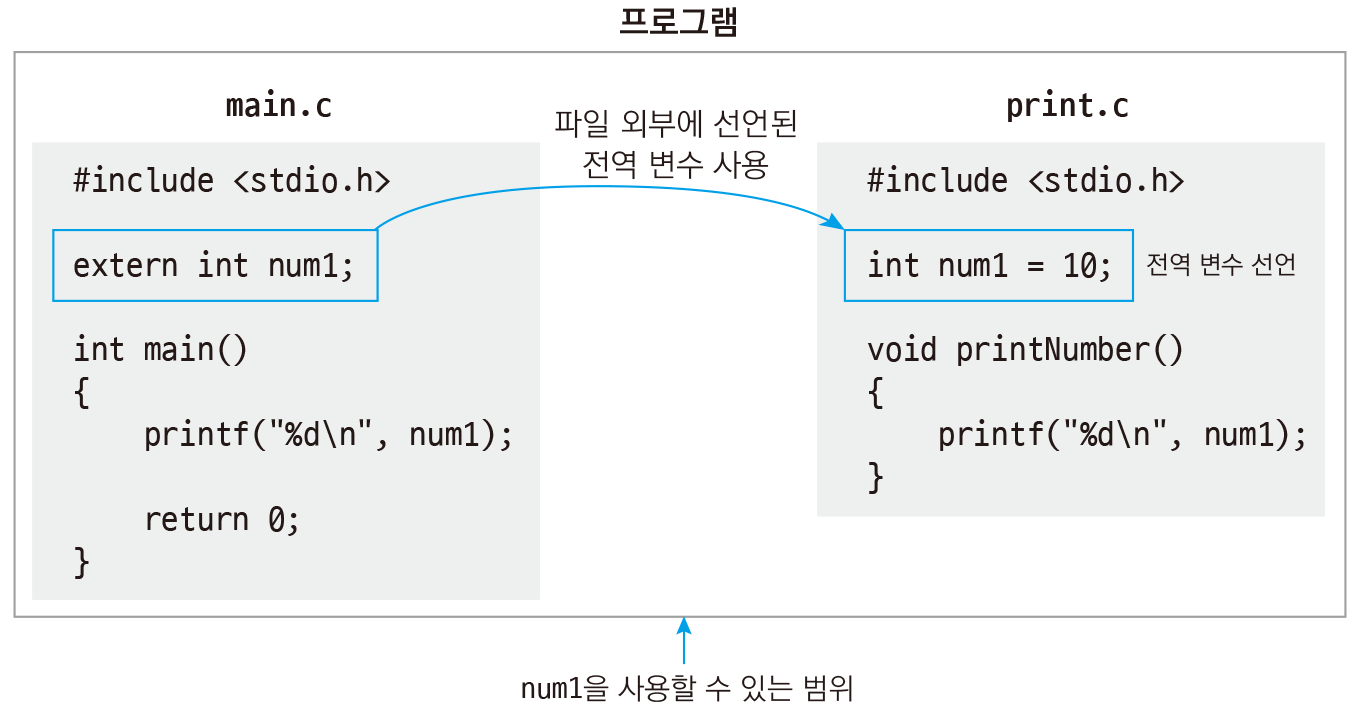 프로그램
main.c
#include <stdio.h>
extern int num1;
int main()
{
    printf("%d\n", num1);
    return 0;
}
파일 외부에 선언된
전역 변수 사용
print.c
#include <stdio.h>
int num1 = 10;
전역 변수 선언
void printNumber()
{
    printf("%d\n", num1);
}
num1을 사용할 수 있는 범위